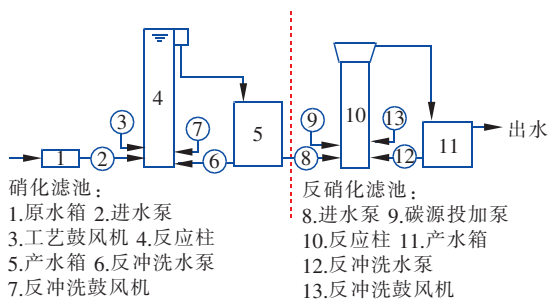 3
4
7
1
2
6
5
9
10
13
8
12
11
出水
硝化滤池：
1.原水箱 2.进水泵
3.工艺鼓风机 4.反应柱
5.产水箱 6.反冲洗水泵
7.反冲洗鼓风机
反硝化滤池：
8.进水泵 9.碳源投加泵
10.反应柱 11.产水箱
12.反冲洗水泵
13.反冲洗鼓风机